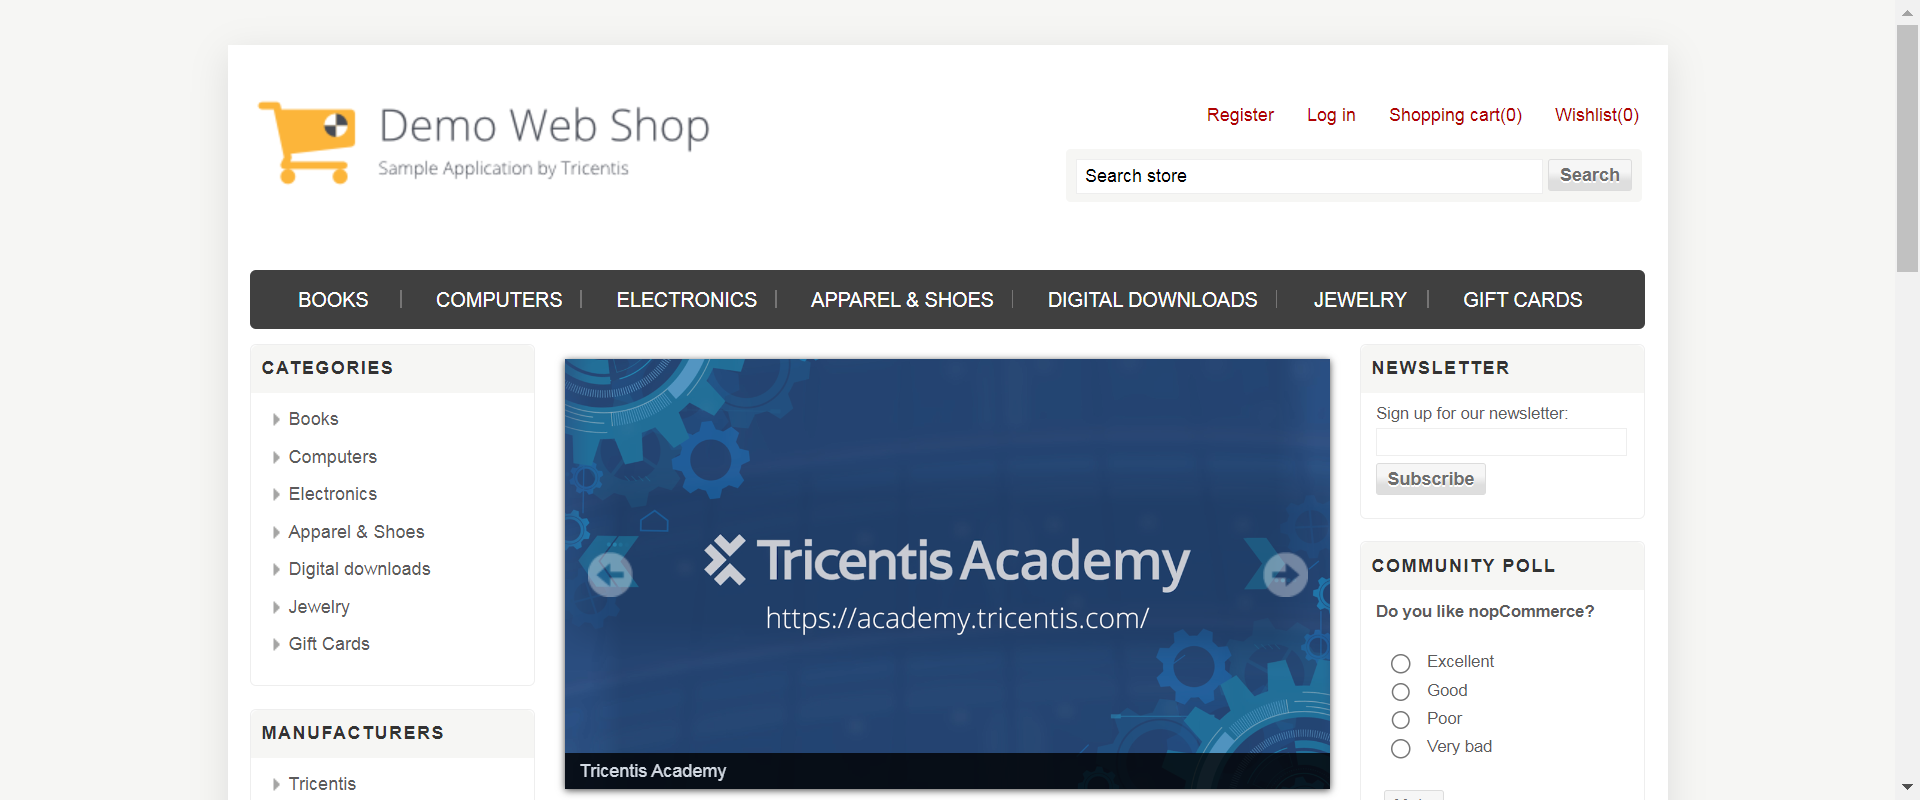 Demo Web Shop
Sample Application by Tricentis
Register Log in Shopping cart(0) Wishlist(0)
Search store Search
BOOKS COMPUTERS ELECTRONICS APPAREL & SHOES DIGITAL DOWNLOADS JEWELRY GIFT CARDS
CATEGORIES
Books
Computers
Electronics
Apparel & Shoes
Digital downloads
Jewelry
Gift Cards
MANUFACTURERS
Tricentis
Tricentis Academy
https://academy.tricentis.com/
Tricentis Academy
NEWSLETTER
Sign up for our newsletter:
Subscribe
COMMUNITY POLL
Do you like nopCommerce?
Excellent
Good
Poor
Very bad